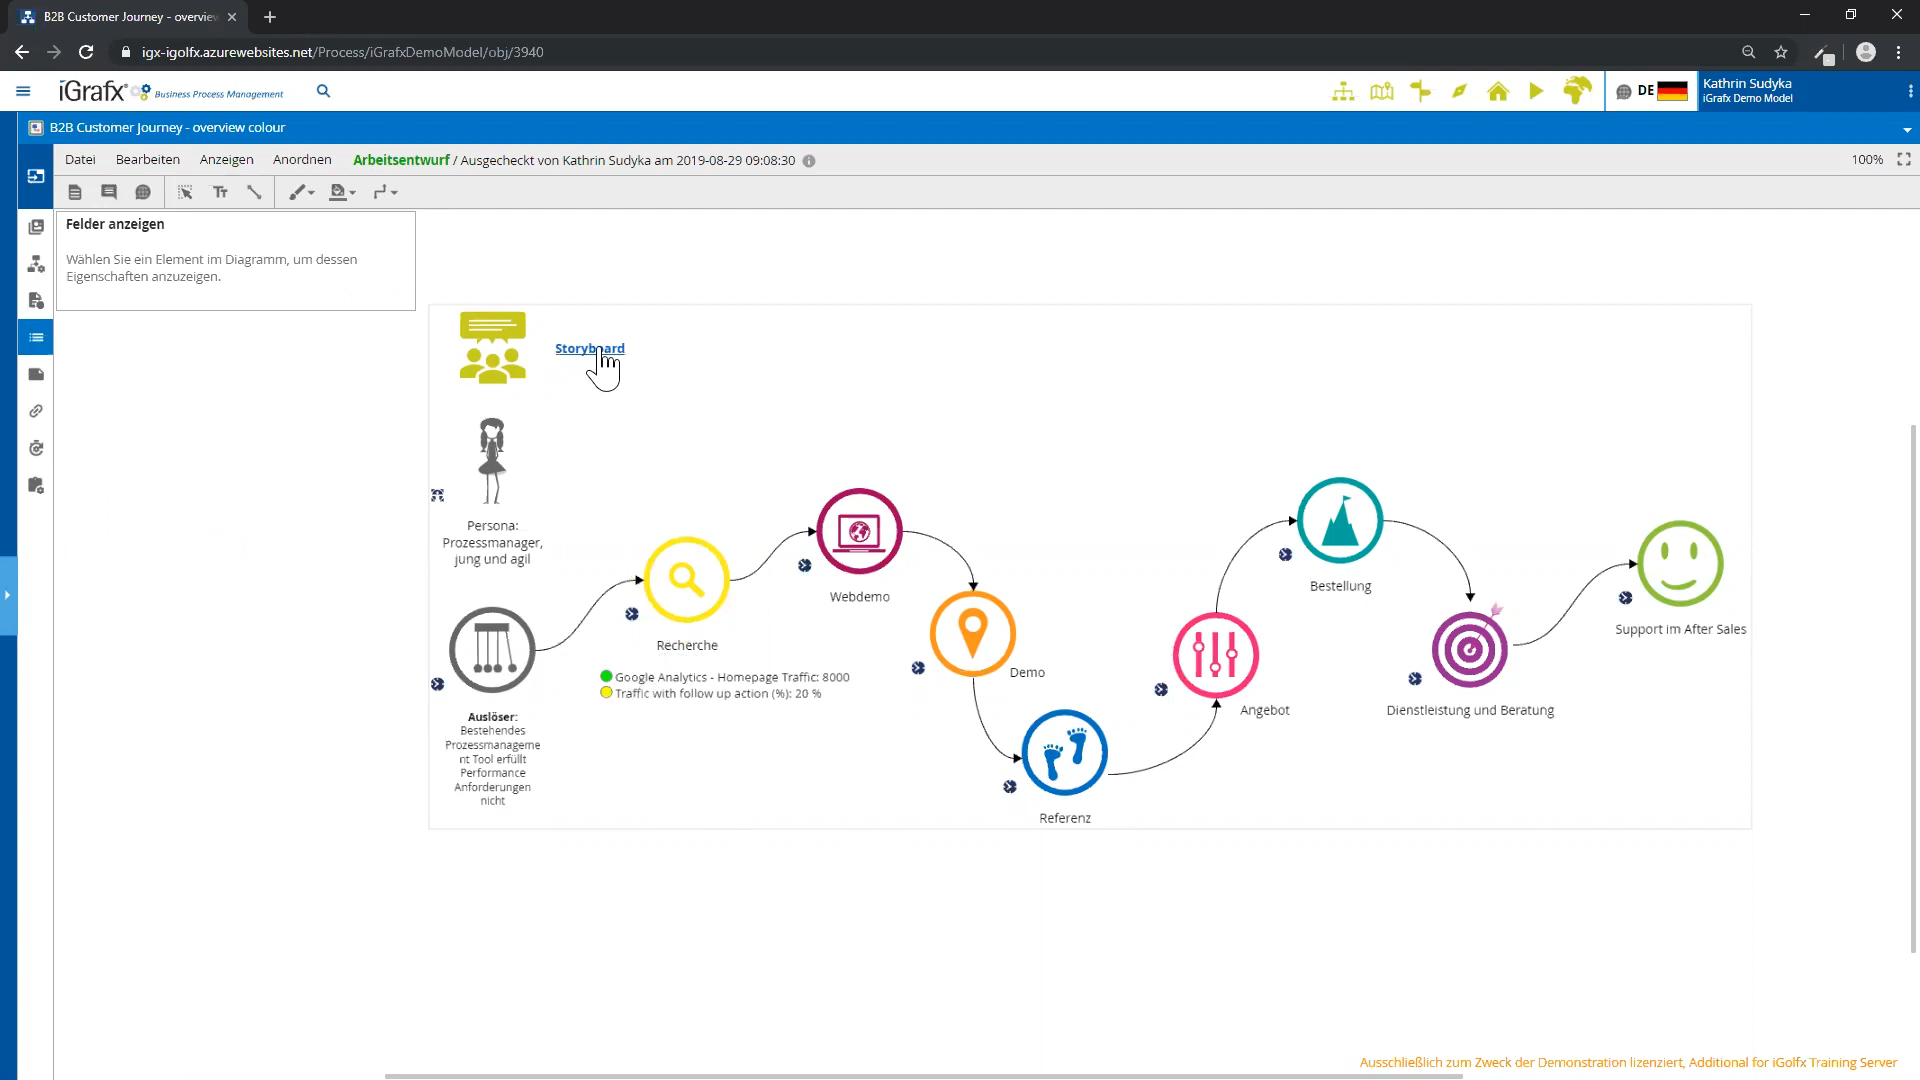 B2B Customer Journey - overview
igx-igolfx.azurewebsites.net/Process/iGrafxDemoModel/obj/3940
iGrafx Business Process Management
DE
Kathrin Sudyka
iGrafx Demo Model
B2B Customer Journey - overview colour
Datei Bearbeiten Anzeigen Anordnen Arbeitsentwurf / Ausgecheckt von Kathrin Sudyka am 2019-08-29 09:08:30
100%
Felder anzeigen
Wählen Sie ein Element im Diagramm, um dessen
Eigenschaften anzuzeigen.
Storyboard
Persona:
Prozessmanager,
jung und agil
Auslöser:
Bestehendes
Prozessmanageme
nt Tool erfüllt
Performance
Anforderungen
nicht
Recherche
Google Analytics - Homepage Traffic: 8000
Traffic with follow up action (%): 20 %
Webdemo
Demo
Referenz
Angebot
Bestellung
Dienstleistung und Beratung
Support im After Sales
Ausschließlich zum Zweck der Demonstration lizenziert, Additional for iGolfx Training Server